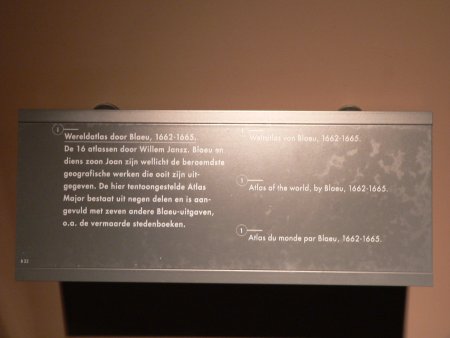 1
Wereldatlas door Blaeu, 1662-1665.
De 16 atlassen door Willem Jansz. Blaeu en
diens zoon Joan zijn wellicht de beroemdste
geografische werken die ooit zijn uit-
gegeven. De hier tentoongestelde Atlas
Major bestaat uit negen delen en is aan-
gevuld met zeven andere Blaeu-uitgaven,
o.a. de vermaarde stedenboeken.
1
Weltatlas von Blaeu, 1662-1665.
1
Atlas of the world, by Blaeu, 1662-1665.
1
Atlas du monde par Blaeu, 1662-1665.